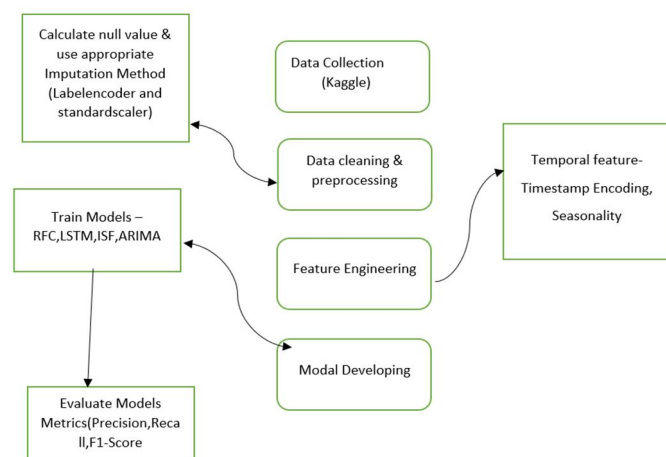 Calculate null value &
use appropriate
Imputation Method
(Labelencoder and
standardscaler)
Data Collection
(Kaggle)
Data cleaning &
preprocessing
Temporal feature-
Timestamp Encoding,
Seasonality
Train Models –
RFC,LSTM,ISF,ARIMA
Feature Engineering
Modal Developing
Evaluate Models
Metrics(Precision,Reca
ll,F1-Score